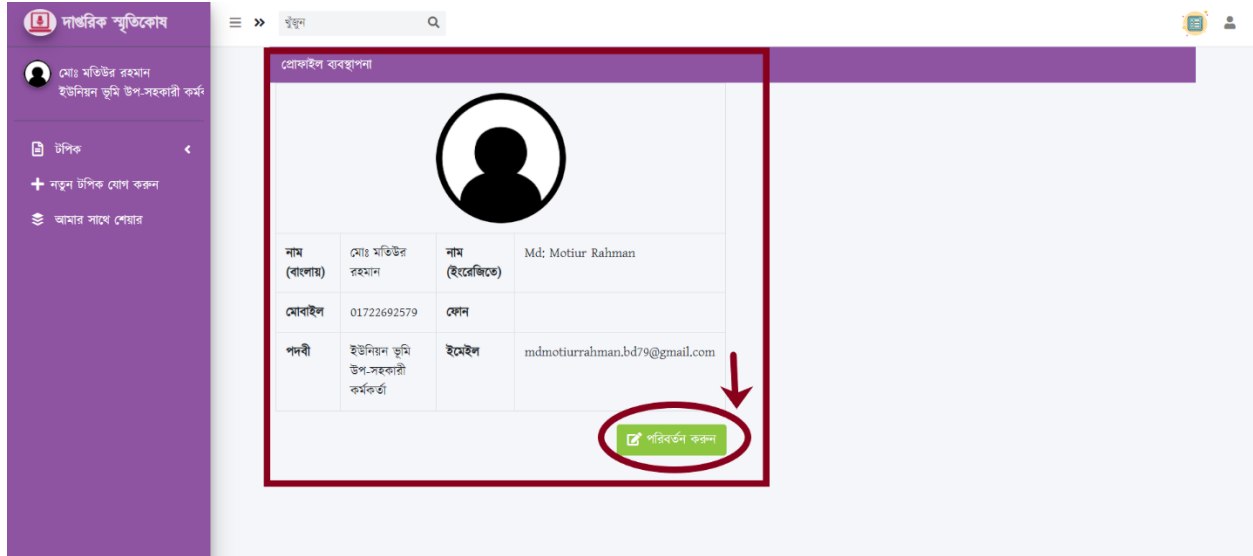 দাপ্তরিক স্মৃতিকোষ
খুঁজুন
মোঃ মতিউর রহমান
ইউনিয়ন ভূমি উপ-সহকারী
টপিক
নতুন টপিক যোগ করুন
আমার সাথে শেয়ার
প্রোফাইল ব্যবস্থাপনা
নাম (বাংলায়) মোঃ মতিউর রহমান নাম (ইংরেজিতে) Md: Motiur Rahman
মোবাইল 01722692579 ফোন
পদবী ইউনিয়ন ভূমি উপ-সহকারী কর্মকর্তা ইমেইল mdmotiurrahman.bd79@gmail.com
পরিবর্তন করুন